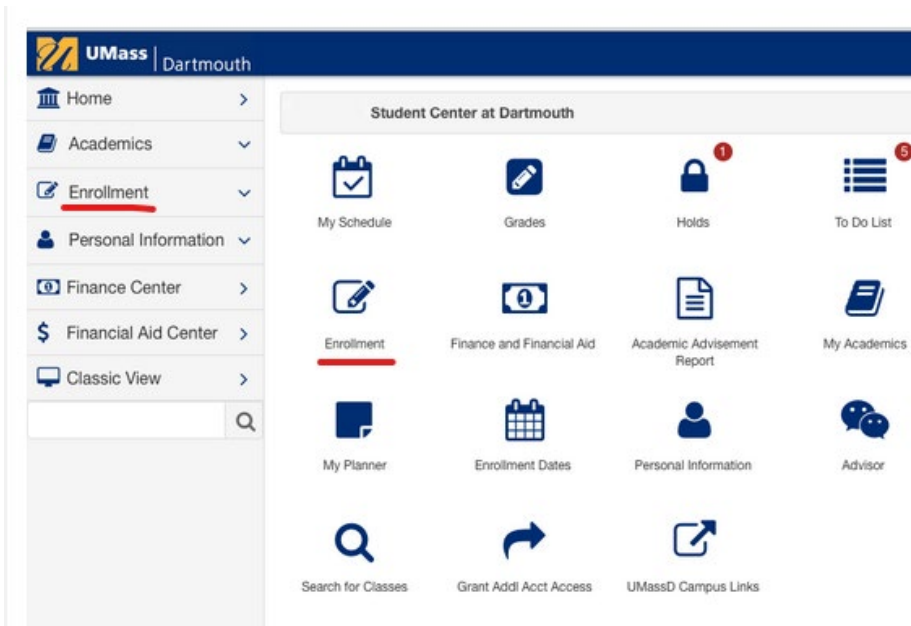 UMass | Dartmouth
Home
Academics
Enrollment
Personal Information
Finance Center
$ Financial Aid Center
Classic View
Student Center at Dartmouth
My Schedule
Grades
1
Holds
5
To Do List
Enrollment
1
Finance and Financial Aid
Academic Advisement
Report
My Academics
My Planner
Enrollment Dates
Personal Information
Advisor
Search for Classes
Grant Addl Acct Access
UMassD Campus Links